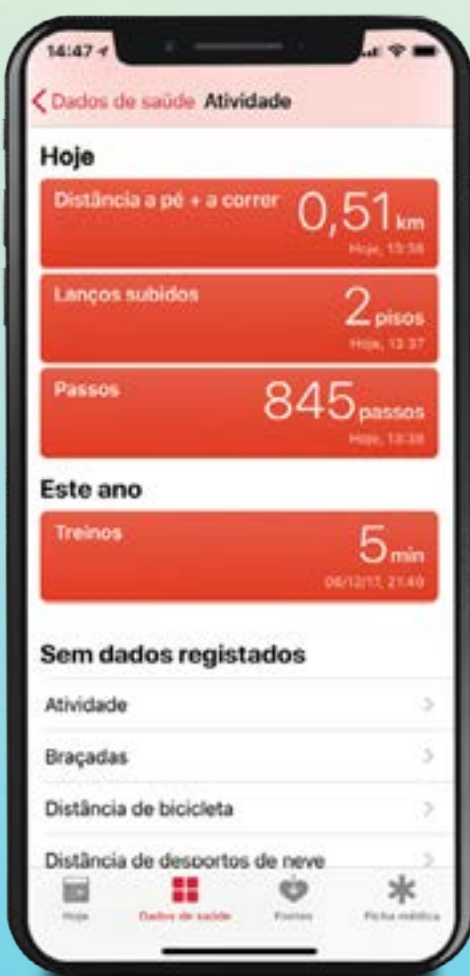 14:47
Dados de saúde Atividade
Hoje
Distância a pé + a correr 0,51 km
Hoje, 13:38
Lanços subidos 2 pisos
Hoje, 13:37
Passos 845 passos
Hoje, 13:38
Este ano
Treinos 5 min
06/12/17, 21:49
Sem dados registados
Atividade
Braçadas
Distância de bicicleta
Distância de desportos de neve
Hoje Dados de saúde Fontes Ficha médica